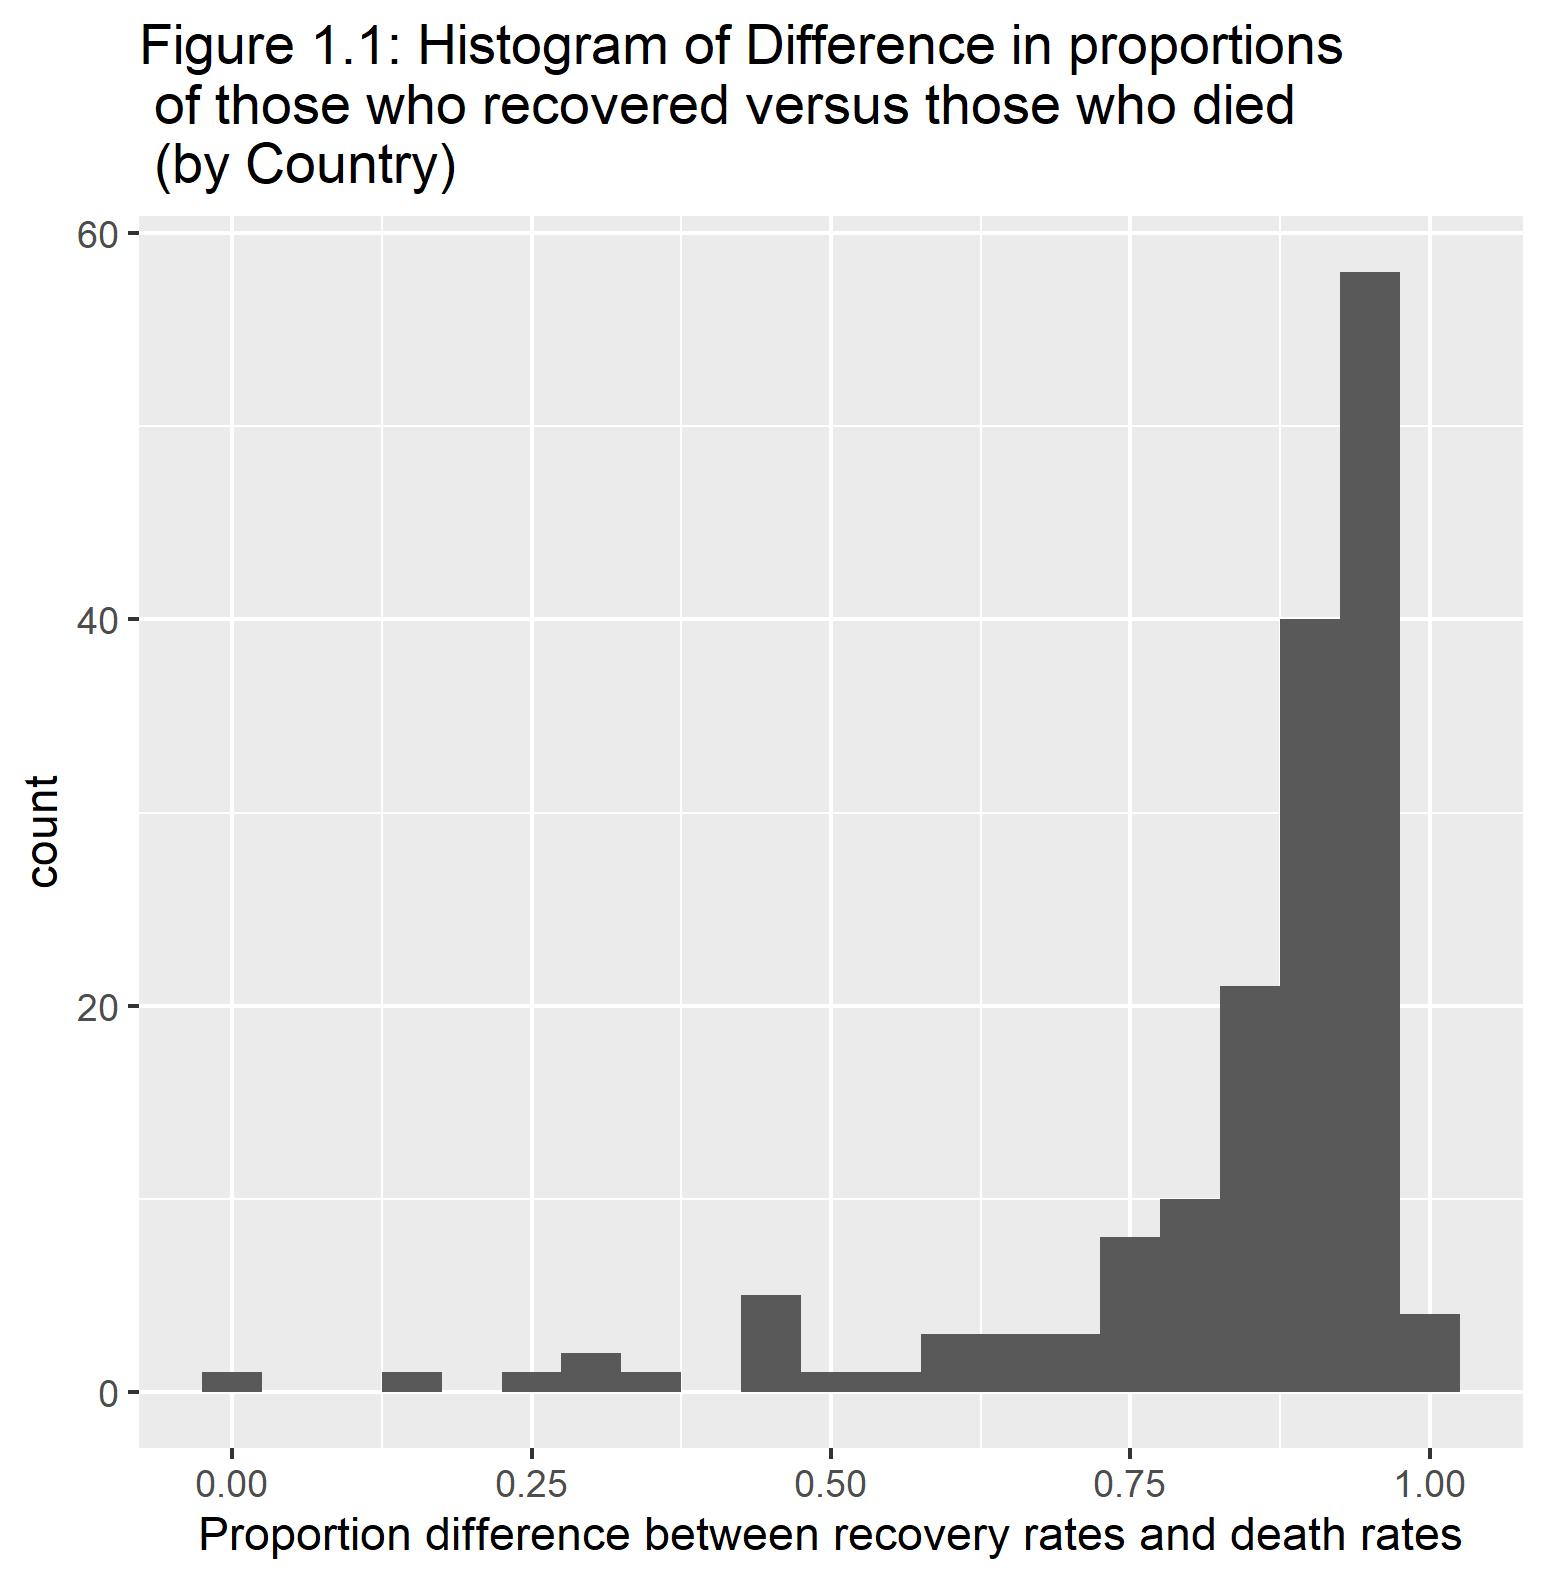 Figure 1.1: Histogram of Difference in proportions
of those who recovered versus those who died
(by Country)
60
40
20
0
count
0.00 0.25 0.50 0.75 1.00
Proportion difference between recovery rates and death rates